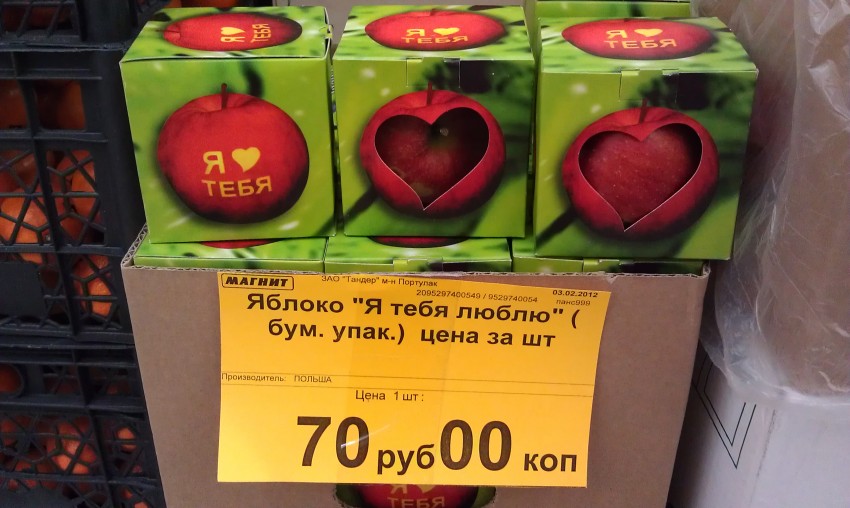 Я
ТЕБЯ
Я
ТЕБЯ
Я
ТЕБЯ
Я
ТЕБЯ
МАГНИТ
ЗАО "Тандер" м-н Портулак
2095297400549 / 9529740054
03.02.2012
панс999
Яблоко "Я тебя люблю" (
бум. упак.) цена за шт
Производитель: ПОЛЬША
Цена 1 шт :
70 руб 00 коп
Я
ТЕБЯ